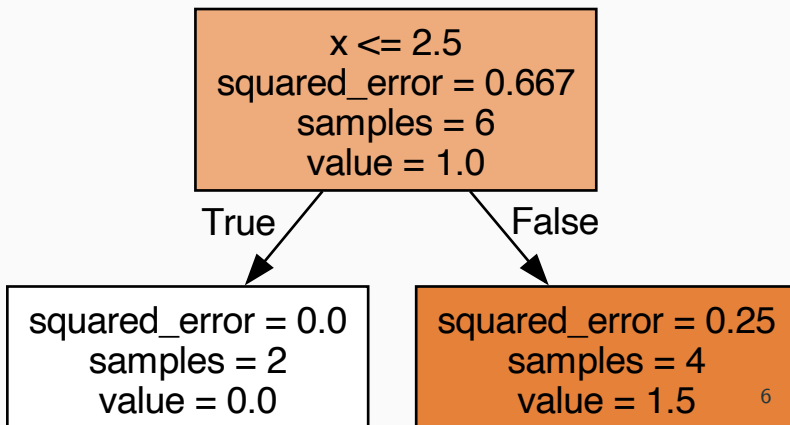 x <= 2.5
squared_error = 0.667
samples = 6
value = 1.0
True
False
squared_error = 0.0
samples = 2
value = 0.0
squared_error = 0.25
samples = 4
value = 1.5
6